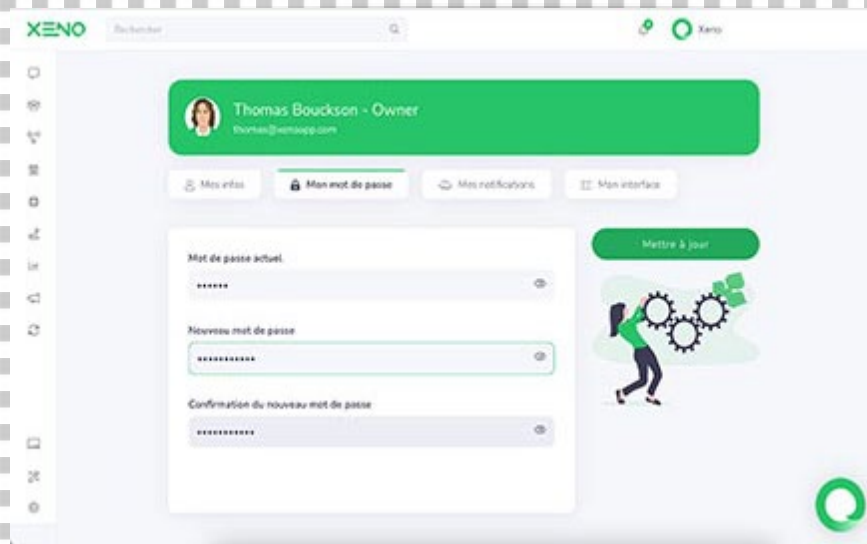 XENO
Rechercher
Xeno
Thomas Bouckson - Owner
thomas@xenoapp.com
Mes infos
Mon mot de passe
Mes notifications
Mon interface
Mettre à jour
Mot de passe actuel
••••••
Nouveau mot de passe
•••••••••••
Confirmation du nouveau mot de passe
•••••••••••